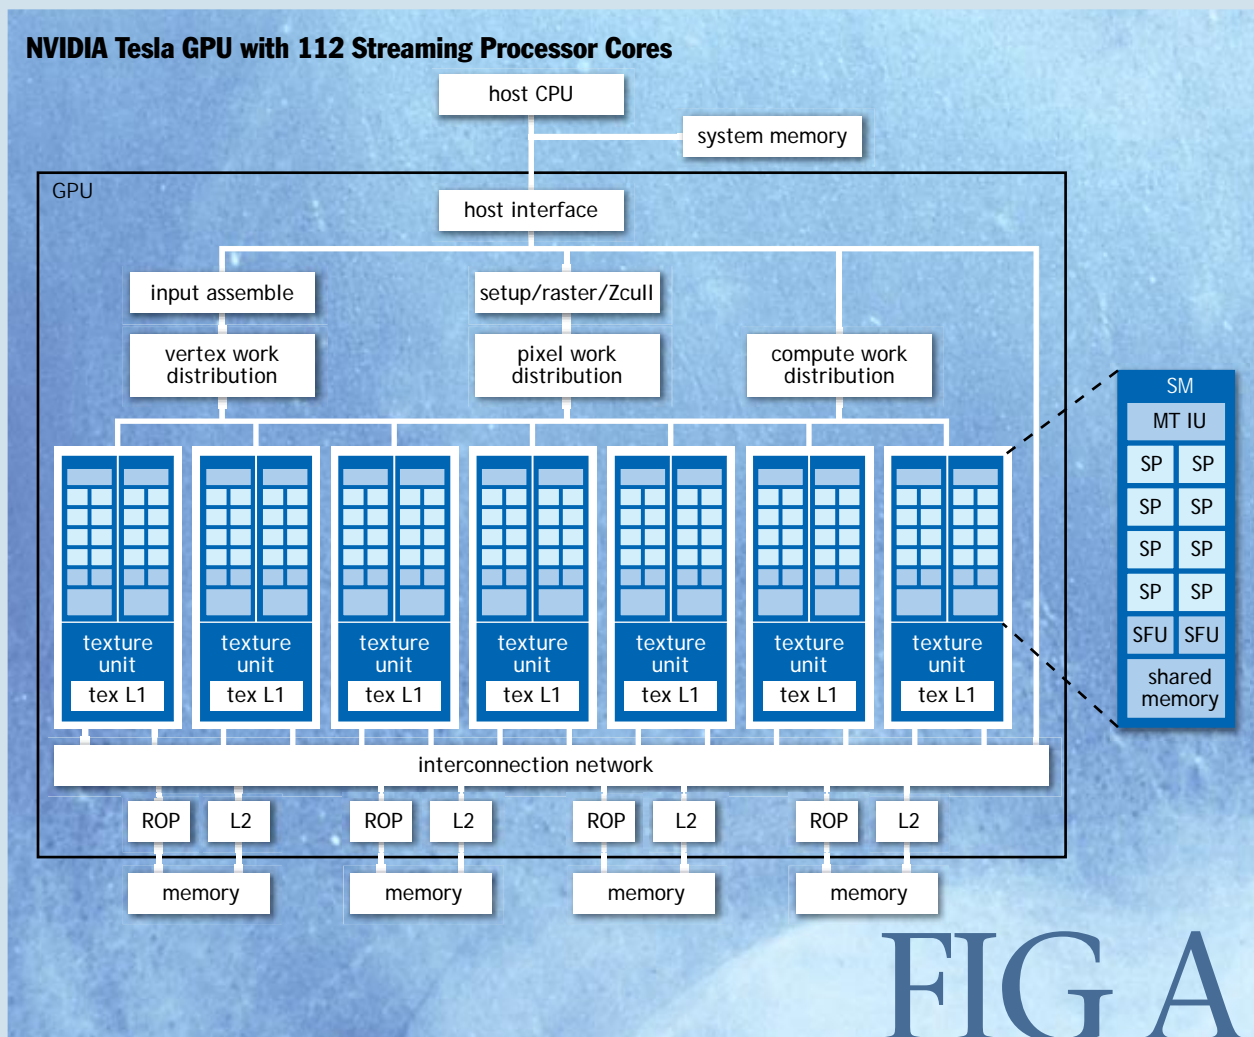 NVIDIA Tesla GPU with 112 Streaming Processor Cores
host CPU
system memory
GPU
host interface
input assemble
setup/raster/Zcull
vertex work
distribution
pixel work
distribution
compute work
distribution
SM
MT IU
SP SP
SP SP
SP SP
SP SP
SFU SFU
shared
memory
texture
unit
tex L1
texture
unit
tex L1
texture
unit
tex L1
texture
unit
tex L1
texture
unit
tex L1
texture
unit
tex L1
texture
unit
tex L1
interconnection network
ROP L2 ROP L2 ROP L2 ROP L2
memory memory memory memory
FIG A